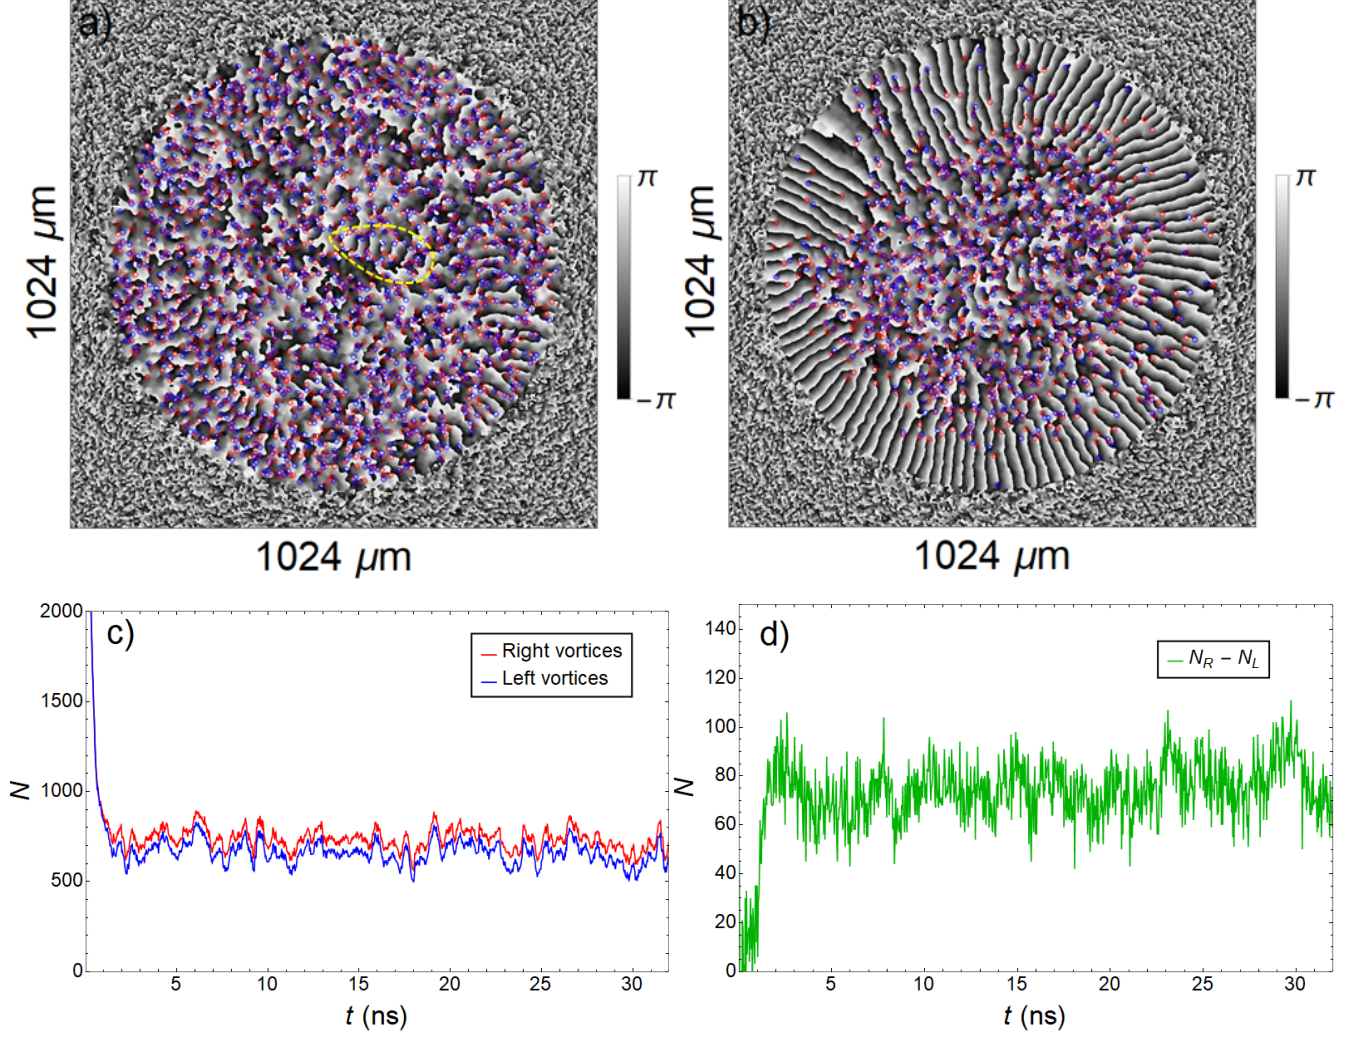 a)
1024 μm
π
−π
1024 μm
b)
1024 μm
π
−π
1024 μm
c)
2000
1500
1000
500
0
N
Right vortices
Left vortices
5
10
15
20
25
30
t (ns)
d)
140
120
100
80
60
40
20
0
N
N_R − N_L
5
10
15
20
25
30
t (ns)